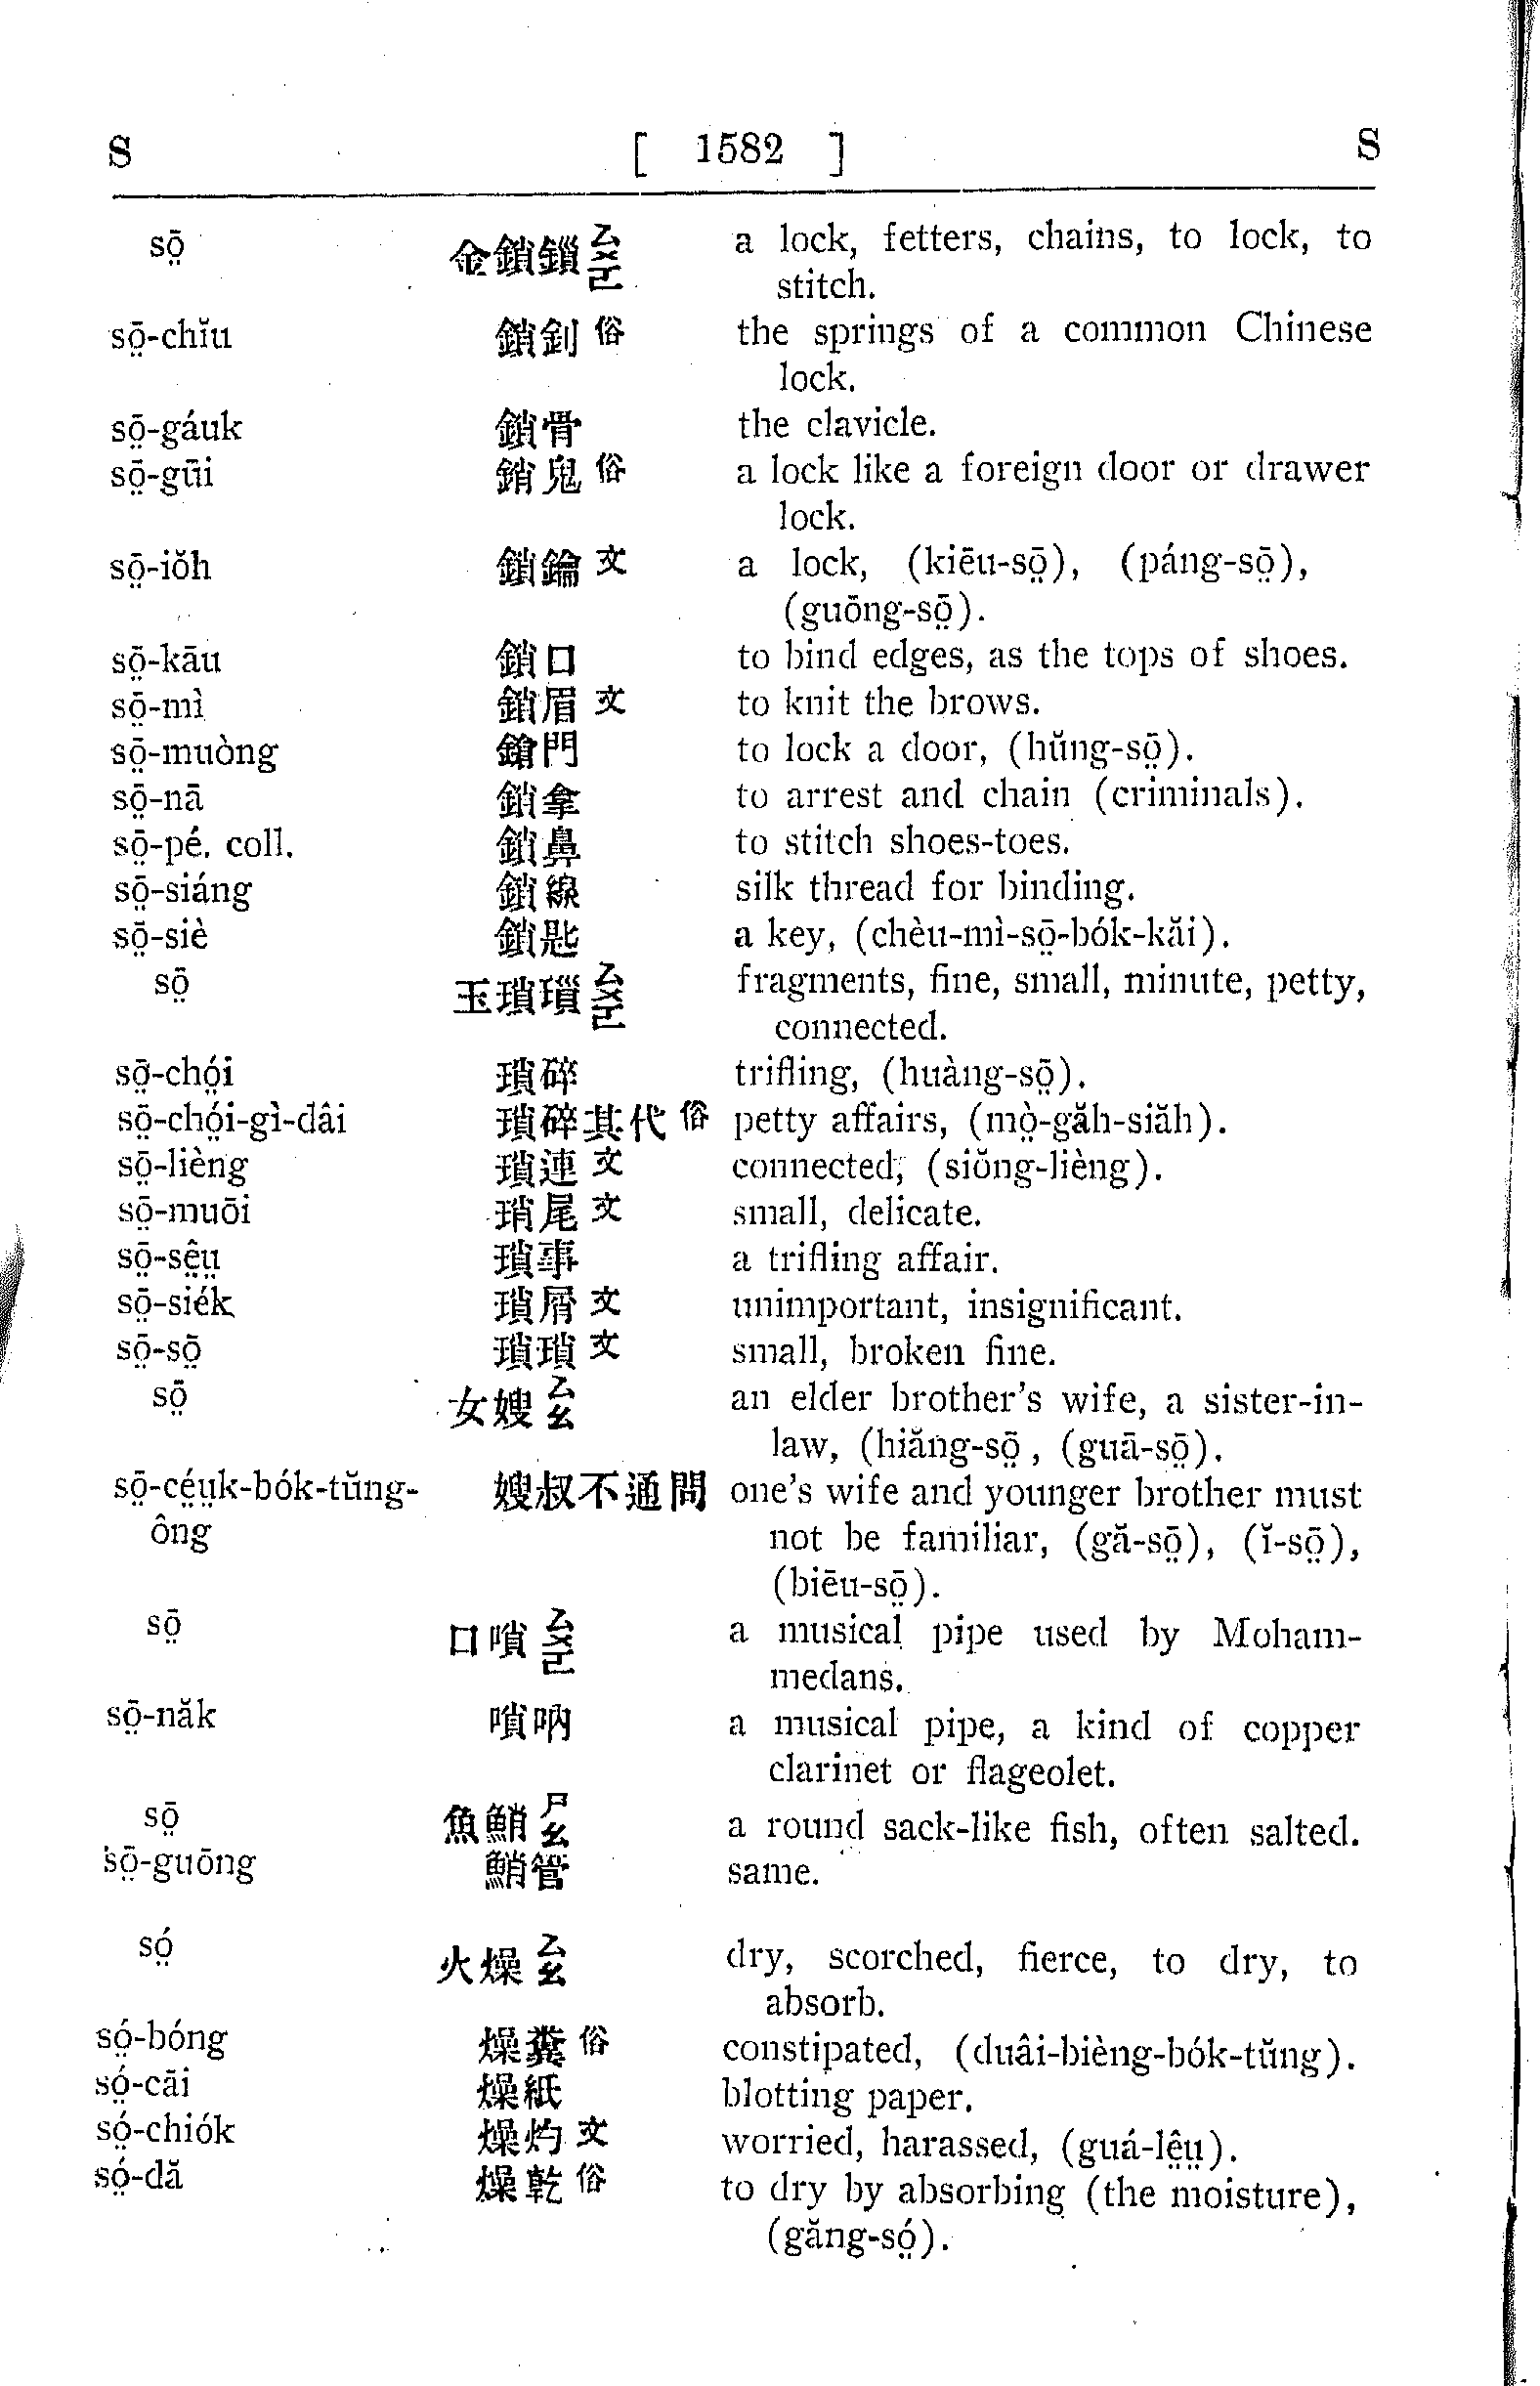 S [ 1582 ] S
sō̤ 金鎖鎻ㄙㄨㄛ a lock, fetters, chains, to lock, to
stitch.
sō̤-chĭu 鎖釗俗 the springs of a common Chinese
lock.
sō̤-gáuk 鎖骨 the clavicle.
sō̤-gūi 銷鬼俗 a lock like a foreign door or drawer
lock.
sō̤-iŏh 鎖鑰文 a lock, (kiēu-sō̤), (páng-sō̤),
(guōng-sō̤).
sō̤-kāu 鎖口 to bind edges, as the tops of shoes.
sō̤-mì 鎖眉文 to knit the brows.
sō̤-muòng 門 to lock a door, (hŭng-sō̤).
sō̤-nā 鎖拿 to arrest and chain (criminals).
sō̤-pé. coll. 鎖鼻 to stitch shoes-toes.
sō̤-siáng 鎖線 silk thread for binding.
sō̤-siè 鎖匙 a key, (chèu-mì-sō̤-bók-kăi).
sō̤ 玉瑣瑣ㄙㄨㄛ fragments, fine, small, minute, petty,
connected.
sō̤-chó̤i 瑣碎 trifling, (huàng-sō̤).
sō̤-chó̤i-gì-dâi 瑣碎其代俗 petty affairs, (mò̤-găh-siăh).
sō̤-lièng 瑣連文 connected, (siŏng-lièng).
sō̤-muōi 瑣尾文 small, delicate.
sō̤-sê̤ṳ 瑣事 a trifling affair.
sō̤-siék 瑣屑文 unimportant, insignificant.
sō̤-sō̤ 瑣瑣文 small, broken fine.
sō̤ 女嫂ㄙㄠ an elder brother's wife, a sister-in-
law, (hiăng-sō̤, (guā-sō̤).
sō̤-cé̤ṳk-bók-tŭng- 嫂叔不通問 one's wife and younger brother must
ông not be familiar, (gă-sō̤), (ĭ-sō̤),
(biēu-sō̤).
sō̤ 口嗩ㄙㄨㄛ a musical pipe used by Moham-
medans.
sō̤-năk 嗩吶 a musical pipe, a kind of copper
clarinet or flageolet.
sō̤ 魚鮹ㄕㄠ a round sack-like fish, often salted.
sō̤-guōng 鮹管 same.
só̤ 火燥ㄙㄠ dry, scorched, fierce, to dry, to
absorb.
só̤-bóng 燥糞俗 constipated, (duâi-bièng-bók-tŭng).
só̤-cāi 燥紙 blotting paper.
só̤-chiók 燥灼文 worried, harassed, (guá-lê̤ṳ).
só̤-dă 燥乾俗 to dry by absorbing (the moisture),
(găng-só̤).